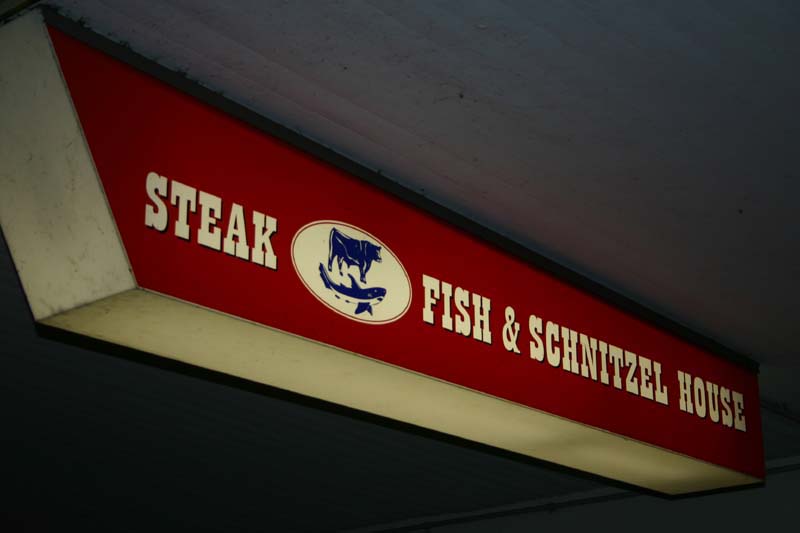 STEAK FISH & SCHNITZEL HOUSE